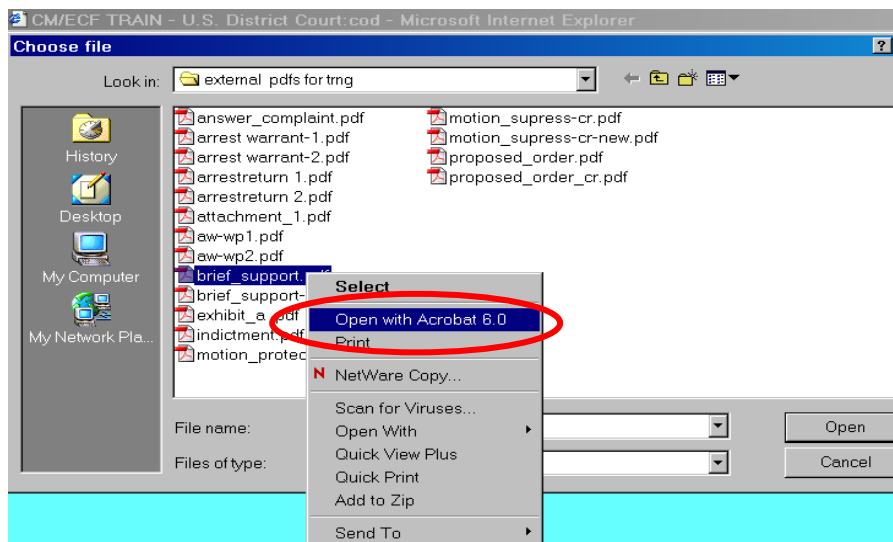 CM/ECF TRAIN - U.S. District Court:cod - Microsoft Internet Explorer
Choose file
?
Look in:
external pdfs for trng
History
Desktop
My Computer
My Network Pla...
answer_complaint.pdf
arrest warrant-1.pdf
arrest warrant-2.pdf
arrestreturn 1.pdf
arrestreturn 2.pdf
attachment_1.pdf
aw-wp1.pdf
aw-wp2.pdf
brief_support.pdf
brief_support-
exhibit_a.pdf
indictment.pdf
motion_protec
motion_supress-cr.pdf
motion_supress-cr-new.pdf
proposed_order.pdf
proposed_order_cr.pdf
Select
Open with Acrobat 6.0
Print
N NetWare Copy...
Scan for Viruses...
Open With
Quick View Plus
Quick Print
Add to Zip
Send To
File name:
Files of type:
Open
Cancel